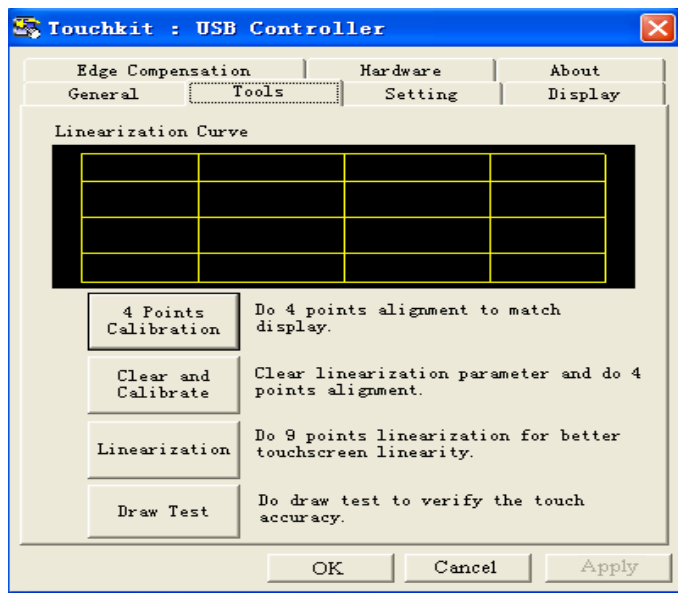 Touchkit : USB Controller
Edge Compensation
Hardware
About
General
Tools
Setting
Display
Linearization Curve
4 Points
Calibration
Do 4 points alignment to match
display.
Clear and
Calibrate
Clear linearization parameter and do 4
points alignment.
Linearization
Do 9 points linearization for better
touchscreen linearity.
Draw Test
Do draw test to verify the touch
accuracy.
OK
Cancel
Apply